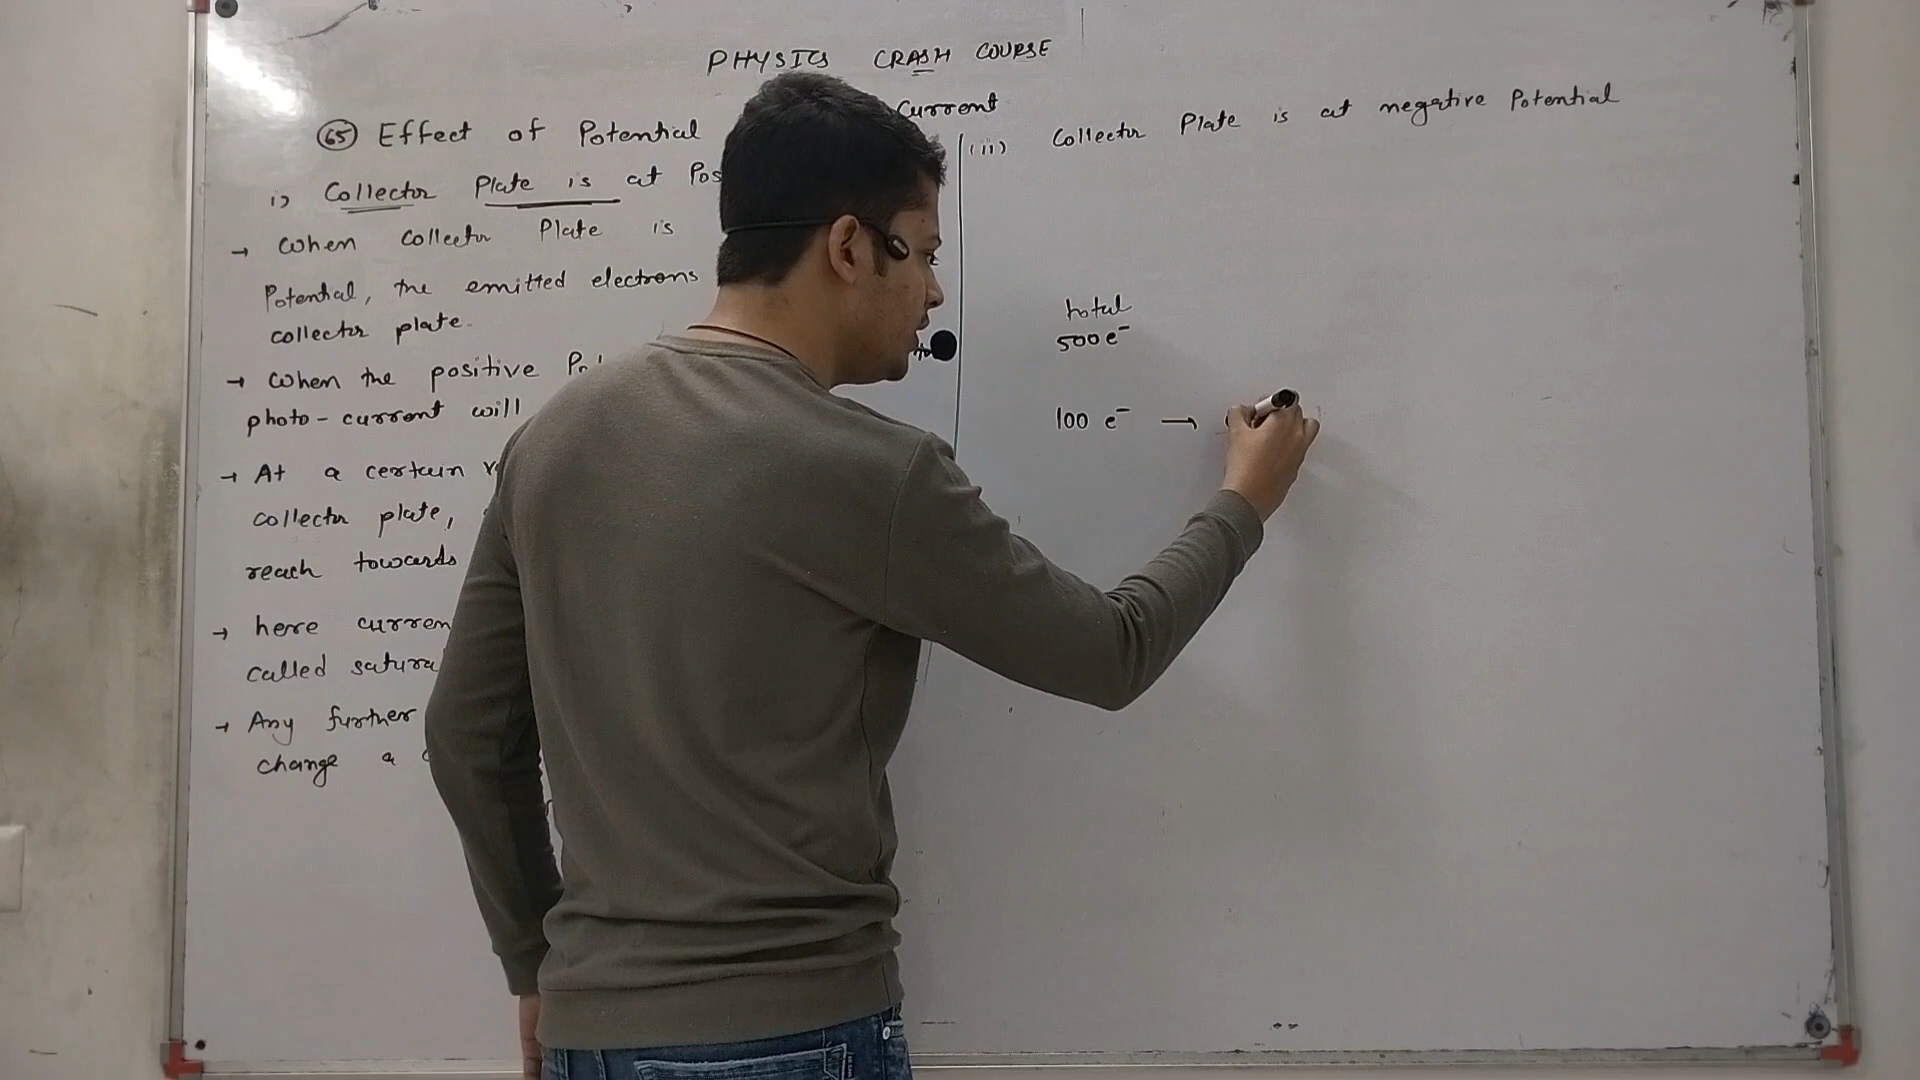 PHYSICS CRASH COURSE
65 Effect of Potential Current
i) Collector Plate is at Pos
→ When collector Plate is
Potential, the emitted electrons
collector plate.
→ When the positive Po
photo-current will
→ At a certain
collector plate,
reach towards
→ here curren
called satura
→ Any further
change a
(ii) Collector Plate is at negative Potential
total
500 e⁻
100 e⁻ →